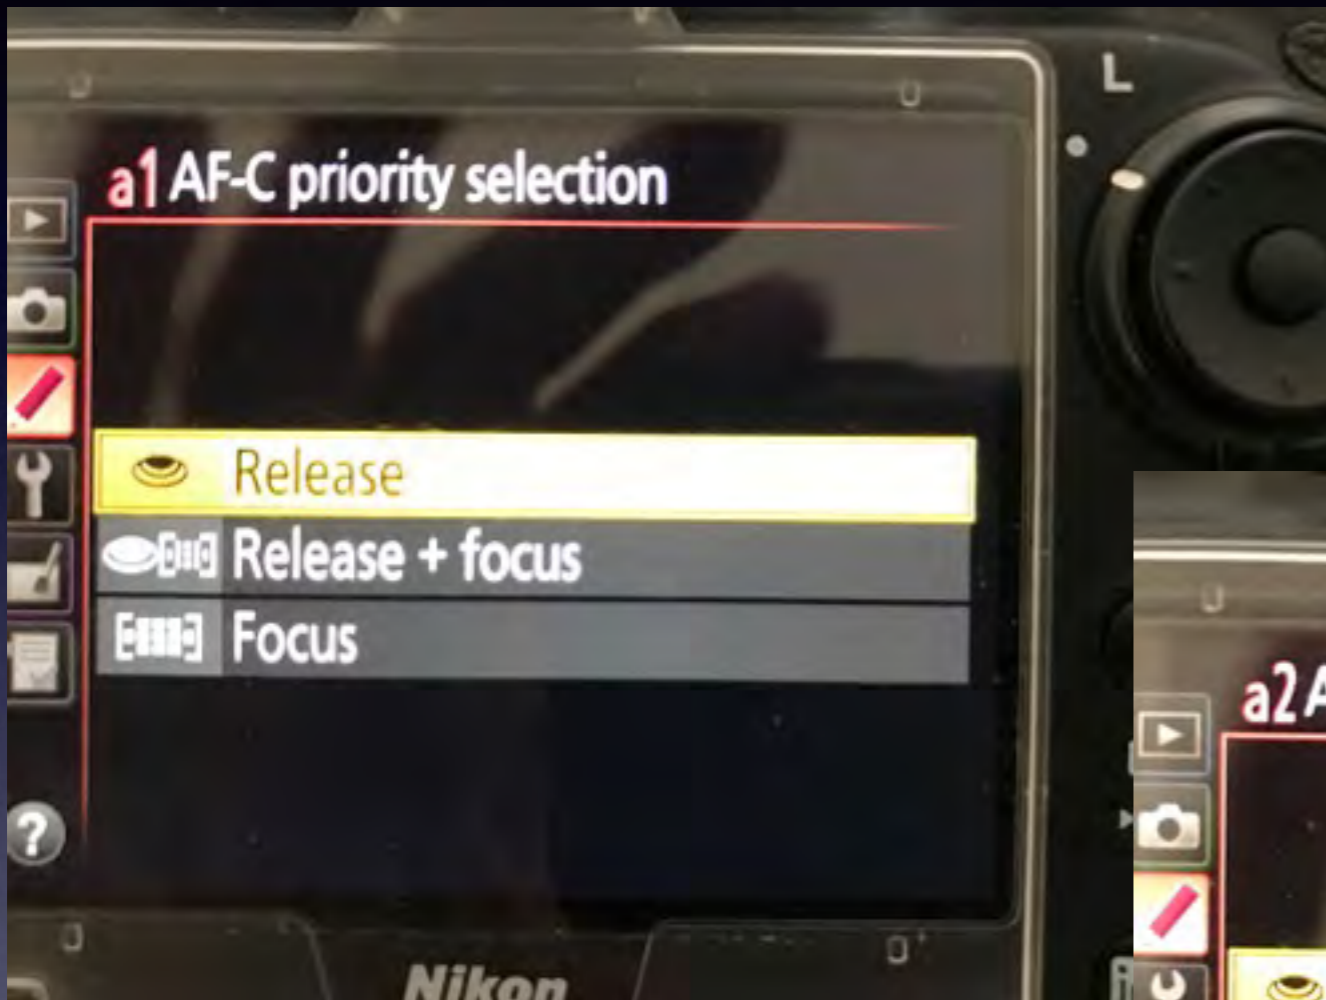 L
a1 AF-C priority selection
Release
Release + focus
Focus
?
Nikon
a2 A